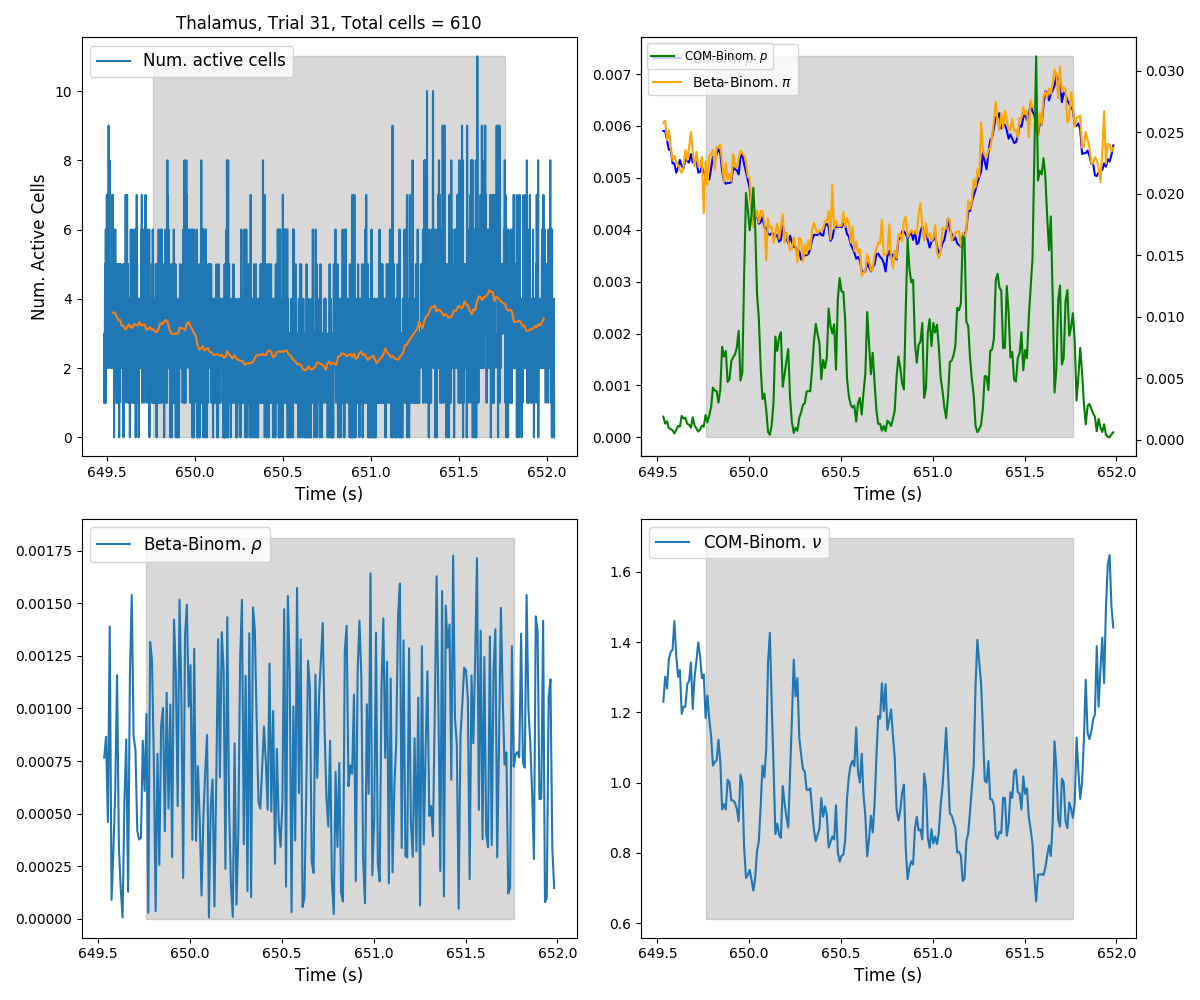 Thalamus, Trial 31, Total cells = 610
Num. active cells
Num. Active Cells
10
8
6
4
2
0
649.5 650.0 650.5 651.0 651.5 652.0
Time (s)
COM-Binom. p
Beta-Binom. π
0.007
0.006
0.005
0.004
0.003
0.002
0.001
0.000
0.030
0.025
0.020
0.015
0.010
0.005
0.000
649.5 650.0 650.5 651.0 651.5 652.0
Time (s)
Beta-Binom. ρ
0.00175
0.00150
0.00125
0.00100
0.00075
0.00050
0.00025
0.00000
649.5 650.0 650.5 651.0 651.5 652.0
Time (s)
COM-Binom. ν
1.6
1.4
1.2
1.0
0.8
0.6
649.5 650.0 650.5 651.0 651.5 652.0
Time (s)